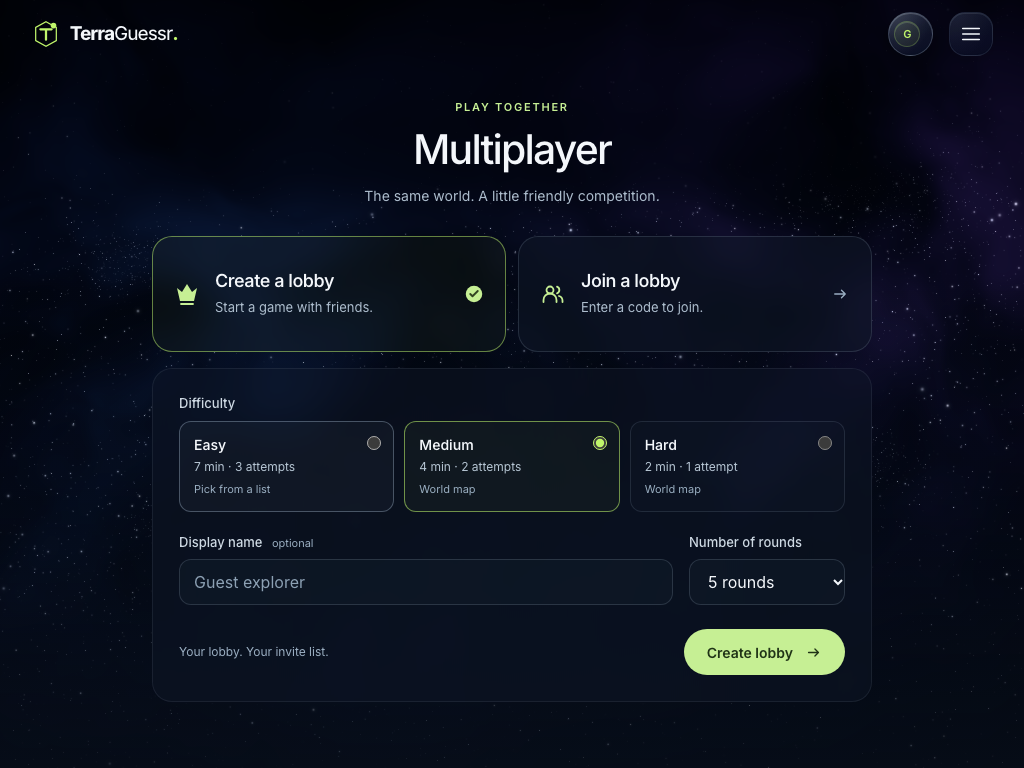 TerraGuessr.
G
PLAY TOGETHER
Multiplayer
The same world. A little friendly competition.
Create a lobby
Start a game with friends.
Join a lobby
Enter a code to join.
Difficulty
Easy
7 min · 3 attempts
Pick from a list
Medium
4 min · 2 attempts
World map
Hard
2 min · 1 attempt
World map
Display name optional
Guest explorer
Number of rounds
5 rounds
Your lobby. Your invite list.
Create lobby